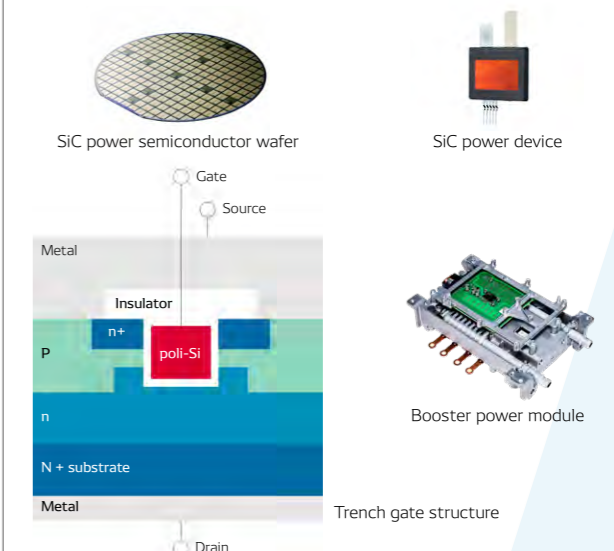 SiC power semiconductor wafer
SiC power device
Gate
Source
Metal
Insulator
n+
P
poli-Si
n
Booster power module
N + substrate
Metal
Trench gate structure
Drain